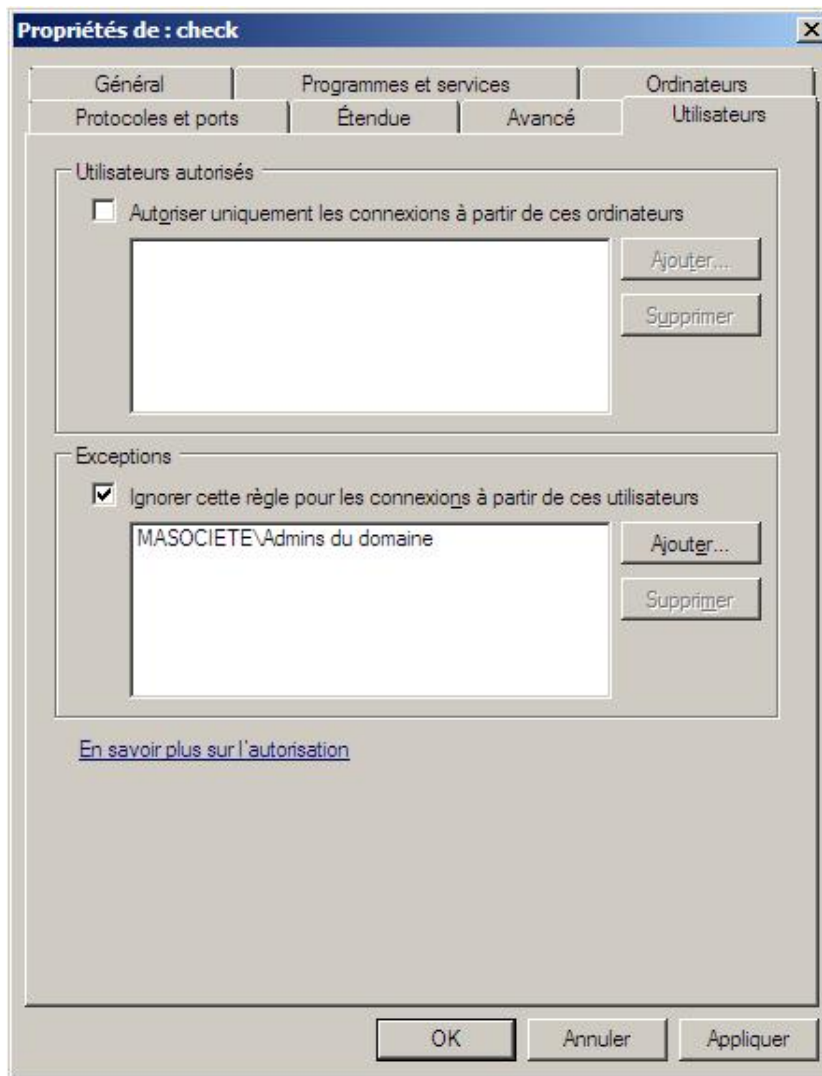 Propriétés de : check
Général
Programmes et services
Ordinateurs
Protocoles et ports
Étendue
Avancé
Utilisateurs
Utilisateurs autorisés
Autoriser uniquement les connexions à partir de ces ordinateurs
Ajouter...
Supprimer
Exceptions
Ignorer cette règle pour les connexions à partir de ces utilisateurs
MASOCIETE\Admins du domaine
Ajouter...
Supprimer
En savoir plus sur l'autorisation
OK
Annuler
Appliquer